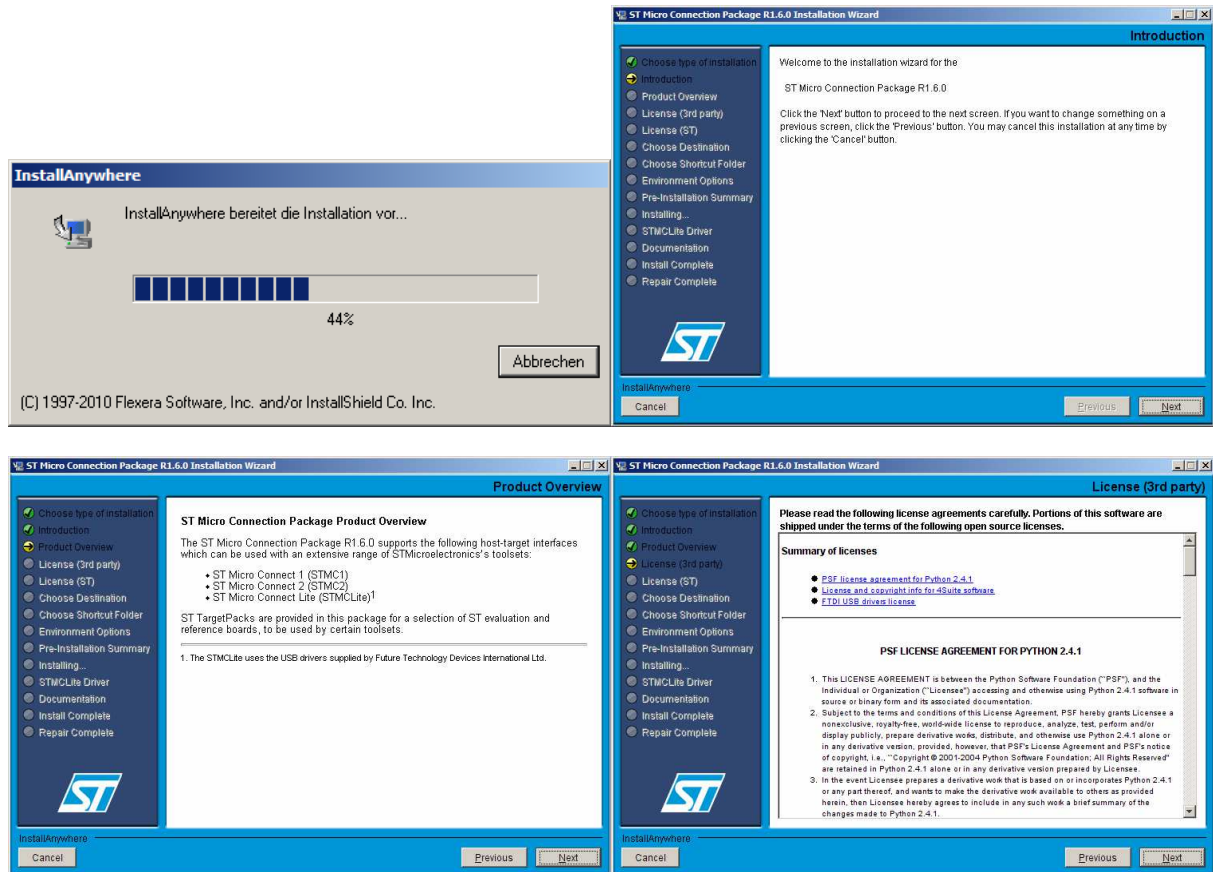 InstallAnywhere
InstallAnywhere bereitet die Installation vor...
44%
Abbrechen
(C) 1997-2010 Flexera Software, Inc. and/or InstallShield Co. Inc.
ST Micro Connection Package R1.6.0 Installation Wizard
Introduction
Choose type of installation
Introduction
Product Overview
License (3rd party)
License (ST)
Choose Destination
Choose Shortcut Folder
Environment Options
Pre-Installation Summary
Installing...
STMCLite Driver
Documentation
Install Complete
Repair Complete
ST
Welcome to the installation wizard for the
ST Micro Connection Package R1.6.0
Click the 'Next' button to proceed to the next screen. If you want to change something on a
previous screen, click the 'Previous' button. You may cancel this installation at any time by
clicking the 'Cancel' button.
InstallAnywhere
Cancel
Previous
Next
ST Micro Connection Package R1.6.0 Installation Wizard
Product Overview
Choose type of installation
Introduction
Product Overview
License (3rd party)
License (ST)
Choose Destination
Choose Shortcut Folder
Environment Options
Pre-Installation Summary
Installing...
STMCLite Driver
Documentation
Install Complete
Repair Complete
ST
ST Micro Connection Package Product Overview
The ST Micro Connection Package R1.6.0 supports the following host-target interfaces
which can be used with an extensive range of STMicroelectronics's toolsets:
• ST Micro Connect 1 (STMC1)
• ST Micro Connect 2 (STMC2)
• ST Micro Connect Lite (STMCLite)1
ST TargetPacks are provided in this package for a selection of ST evaluation and
reference boards, to be used by certain toolsets.
1. The STMCLite uses the USB drivers supplied by Future Technology Devices International Ltd.
InstallAnywhere
Cancel
Previous
Next
ST Micro Connection Package R1.6.0 Installation Wizard
License (3rd party)
Choose type of installation
Introduction
Product Overview
License (3rd party)
License (ST)
Choose Destination
Choose Shortcut Folder
Environment Options
Pre-Installation Summary
Installing...
STMCLite Driver
Documentation
Install Complete
Repair Complete
ST
Please read the following license agreements carefully. Portions of this software are
shipped under the terms of the following open source licenses.
Summary of licenses
• PSF license agreement for Python 2.4.1
• License and copyright info for 4Suite software
• FTDI USB drivers license
PSF LICENSE AGREEMENT FOR PYTHON 2.4.1
1. This LICENSE AGREEMENT is between the Python Software Foundation ("PSF"), and the
Individual or Organization ("Licensee") accessing and otherwise using Python 2.4.1 software in
source or binary form and its associated documentation.
2. Subject to the terms and conditions of this License Agreement, PSF hereby grants Licensee a
nonexclusive, royalty-free, world-wide license to reproduce, analyze, test, perform and/or
display publicly, prepare derivative works, distribute, and otherwise use Python 2.4.1 alone or
in any derivative version, provided, however, that PSF's License Agreement and PSF's notice
of copyright, i.e., "Copyright © 2001-2004 Python Software Foundation; All Rights Reserved"
are retained in Python 2.4.1 alone or in any derivative version prepared by Licensee.
3. In the event Licensee prepares a derivative work that is based on or incorporates Python 2.4.1
or any part thereof, and wants to make the derivative work available to others as provided
herein, then Licensee hereby agrees to include in any such work a brief summary of the
changes made to Python 2.4.1.
InstallAnywhere
Cancel
Previous
Next